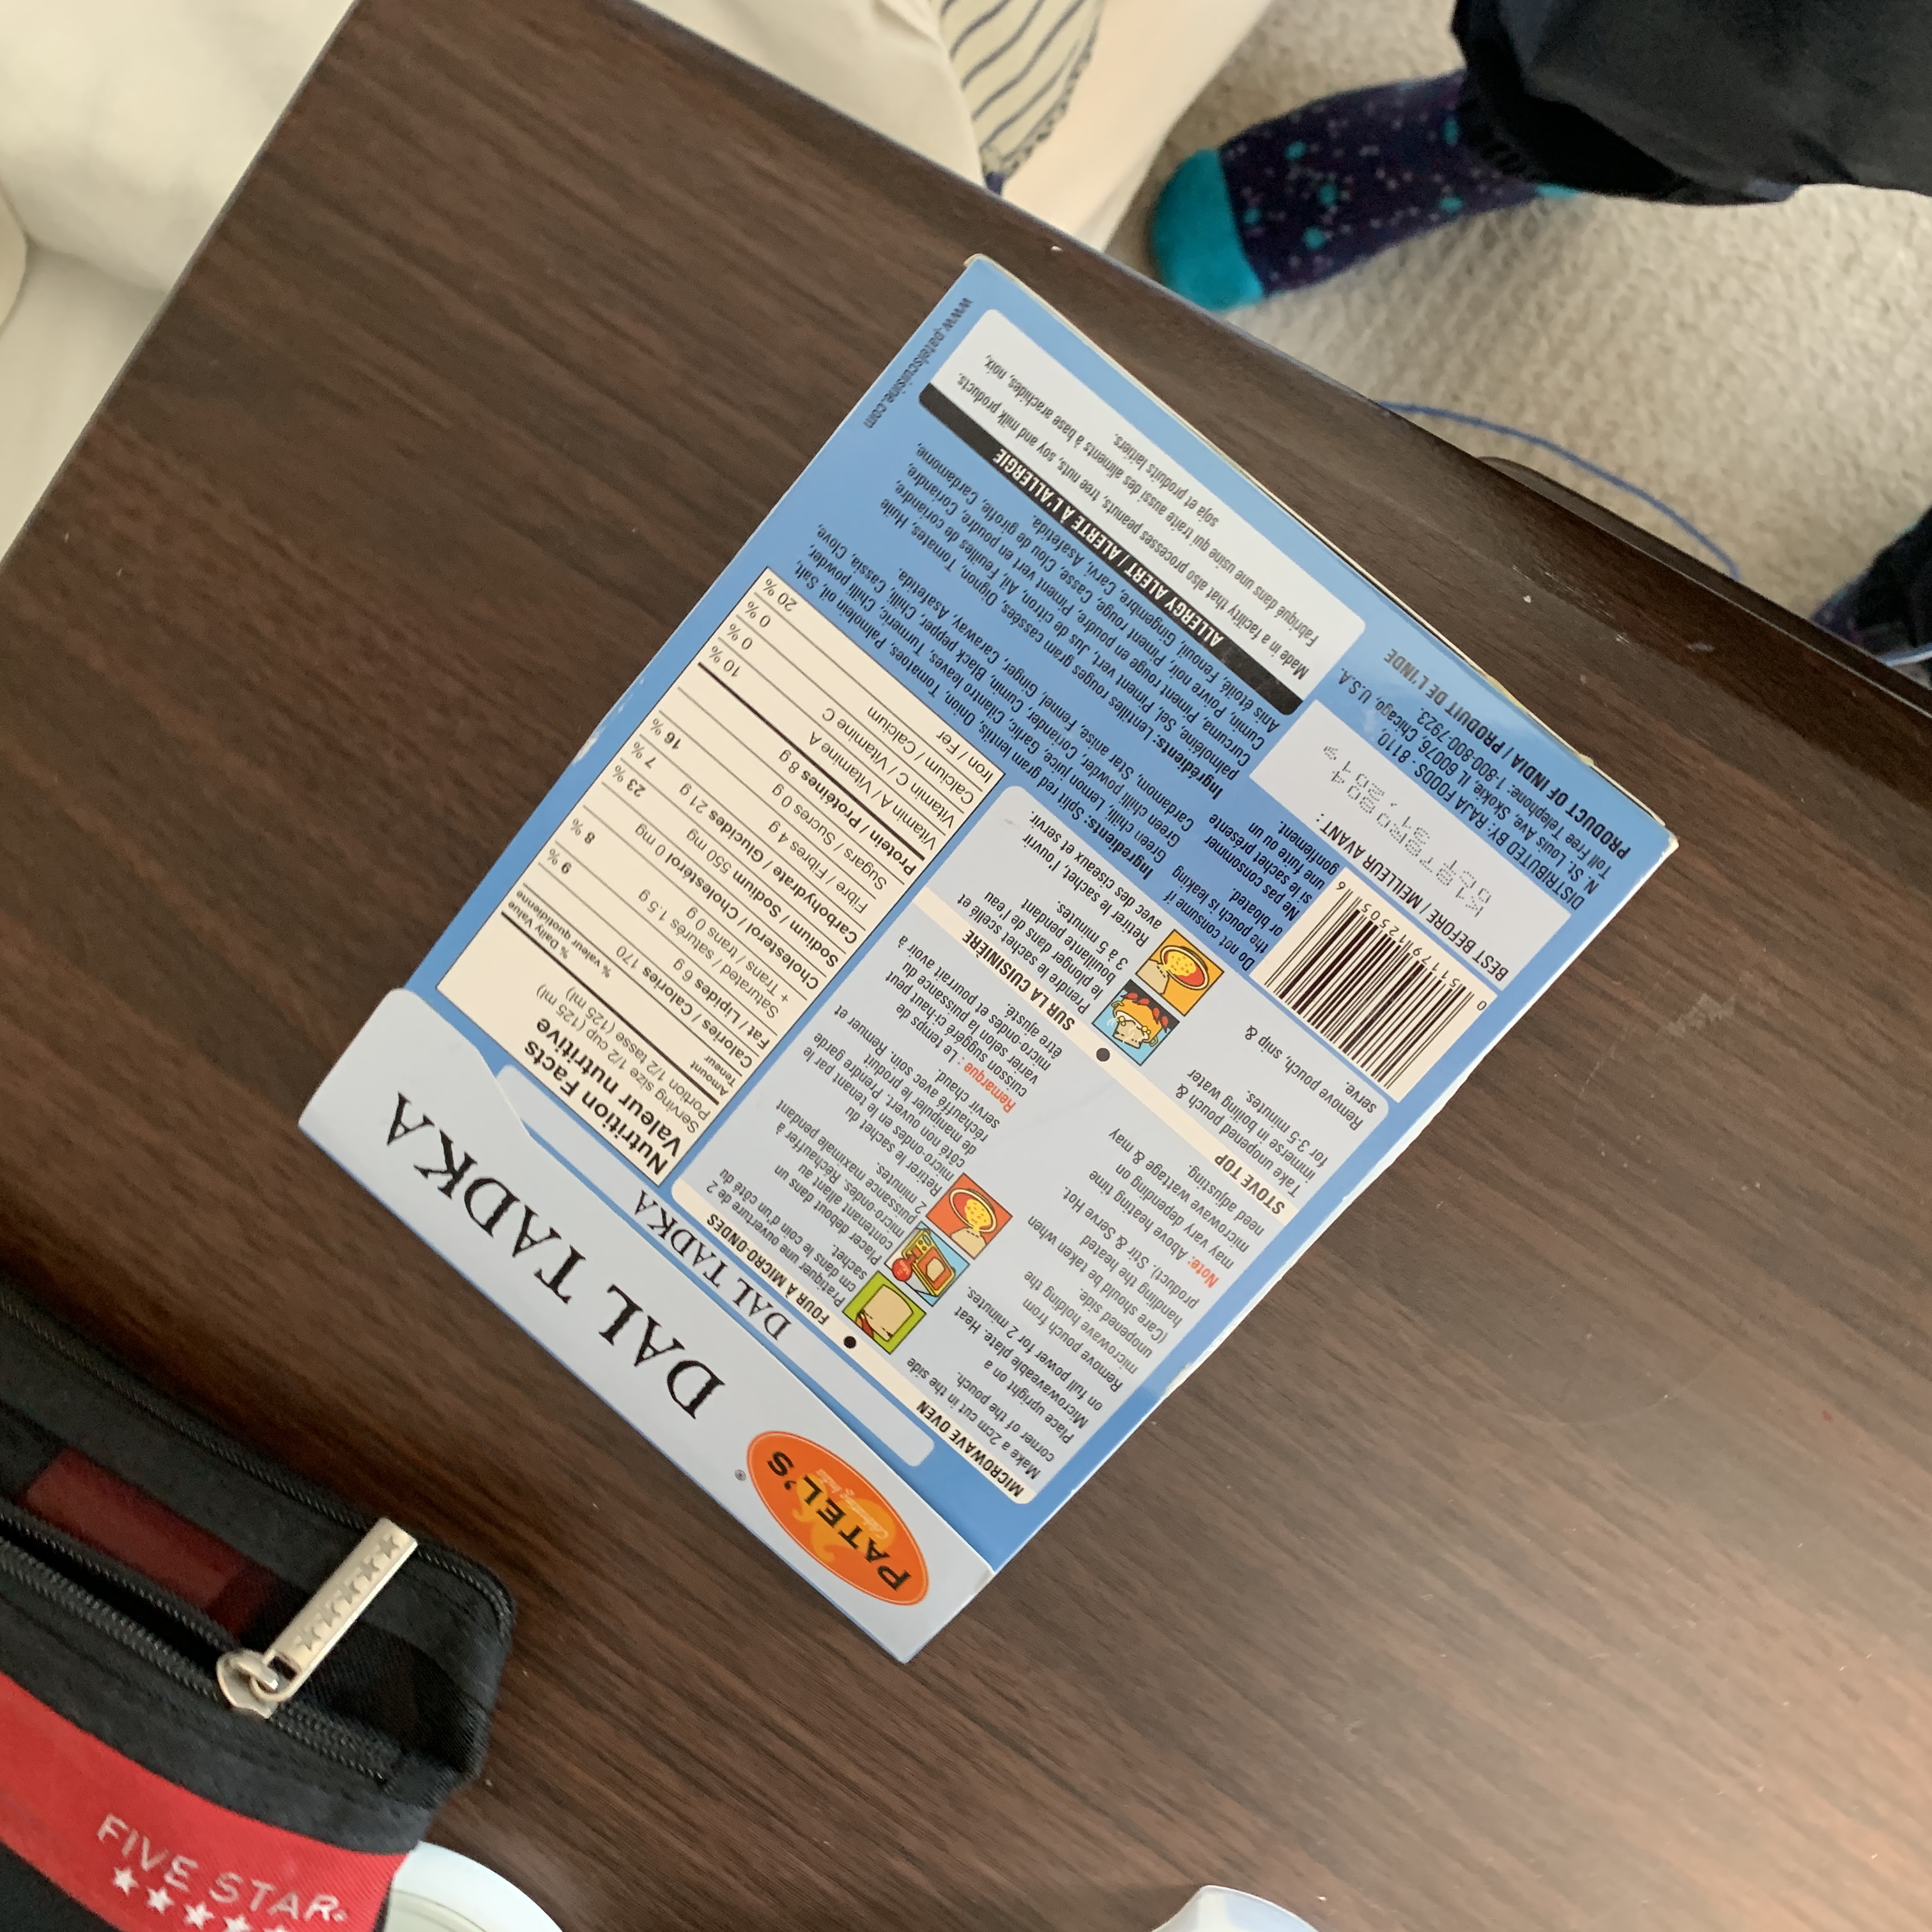 FIVE STAR
PATEL'S
Celebrating India
®
DAL TADKA
DAL TADKA
MICROWAVE OVEN
Make a 2cm cut in the side
corner of the pouch.
Place upright on a
Microwaveable plate. Heat
on full power for 2 minutes.
Remove pouch from
microwave holding the
unopened side.
(Care should be taken when
handling the heated
product). Stir & Serve Hot.
Note: Above heating time
may vary depending on
microwave wattage & may
need adjusting.
STOVE TOP
Take unopened pouch &
immerse in boiling water
for 3-5 minutes.
Remove pouch, snip &
serve.
FOUR À MICRO-ONDES
Pratiquer une ouverture de 2
cm dans le coin d'un côté du
sachet.
Placer debout dans un
contenant allant au
micro-ondes. Réchauffer à
puissance maximale pendant
2 minutes.
Retirer le sachet du
micro-ondes en le tenant par le
côté non ouvert. Prendre garde
de manipuler le produit
réchauffé avec soin. Remuer et
servir chaud.
Remarque : Le temps de
cuisson suggéré ci-haut peut
varier selon la puissance du
micro-ondes et pourrait avoir à
être ajusté.
SUR LA CUISINIÈRE
Prendre le sachet scellé et
le plonger dans de l'eau
bouillante pendant
3 à 5 minutes.
Retirer le sachet, l'ouvrir
avec des ciseaux et servir.
Nutrition Facts
Valeur nutritive
Serving size 1/2 cup (125 ml)
Portion 1/2 tasse (125 ml)
Amount % Daily Value
Teneur % valeur quotidienne
Calories / Calories 170
Fat / Lipides 6 g 9 %
Saturated / saturés 1.5 g 8 %
+ Trans / trans 0 g
Cholesterol / Cholestérol 0 mg
Sodium / Sodium 550 mg 23 %
Carbohydrate / Glucides 21 g 7 %
Fibre / Fibres 4 g 16 %
Sugars / Sucres 0 g
Protein / Protéines 8 g
Vitamin A / Vitamine A 10 %
Vitamin C / Vitamine C 0 %
Calcium / Calcium 0 %
Iron / Fer 20 %
Ingredients: Split red gram lentils, Onion, Tomatoes, Palmolein oil, Salt,
Green chilli, Lemon juice, Garlic, Cilantro leaves, Turmeric, Chilli powder,
Green chilli powder, Coriander, Cumin, Black pepper, Chilli, Cassia, Clove,
Cardamom, Star anise, Fennel, Ginger, Caraway, Asafetida.
Ingrédients: Lentilles rouges gram cassées, Oignon, Tomates, Huile
palmoléine, Sel, Piment vert, Jus de citron, Ail, Feuilles de coriandre,
Curcuma, Piment rouge en poudre, Piment vert en poudre, Coriandre,
Cumin, Poivre noir, Piment rouge, Casse, Clou de girofle, Cardamome,
Anis étoilé, Fenouil, Gingembre, Carvi, Asafetida.
ALLERGY ALERT / ALERTE À L'ALLERGIE
Made in a facility that also processes peanuts, tree nuts, soy and milk products.
Fabriqué dans une usine qui traite aussi des aliments à base arachides, noix,
soja et produits laitiers.
www.patelscuisine.com
Do not consume if
the pouch is leaking
or bloated.
Ne pas consommer
si le sachet présente
une fuite ou un
gonflement.
0 51179 12505 6
BEST BEFORE / MEILLEUR AVANT :
OCT 31, 2019
DISTRIBUTED BY: RAJA FOODS - 8110,
N. St. Louis Ave, Skokie, IL 60076, Chicago, U.S.A.
Toll Free Telephone: 1-800-800-7923.
PRODUCT OF INDIA / PRODUIT DE L'INDE